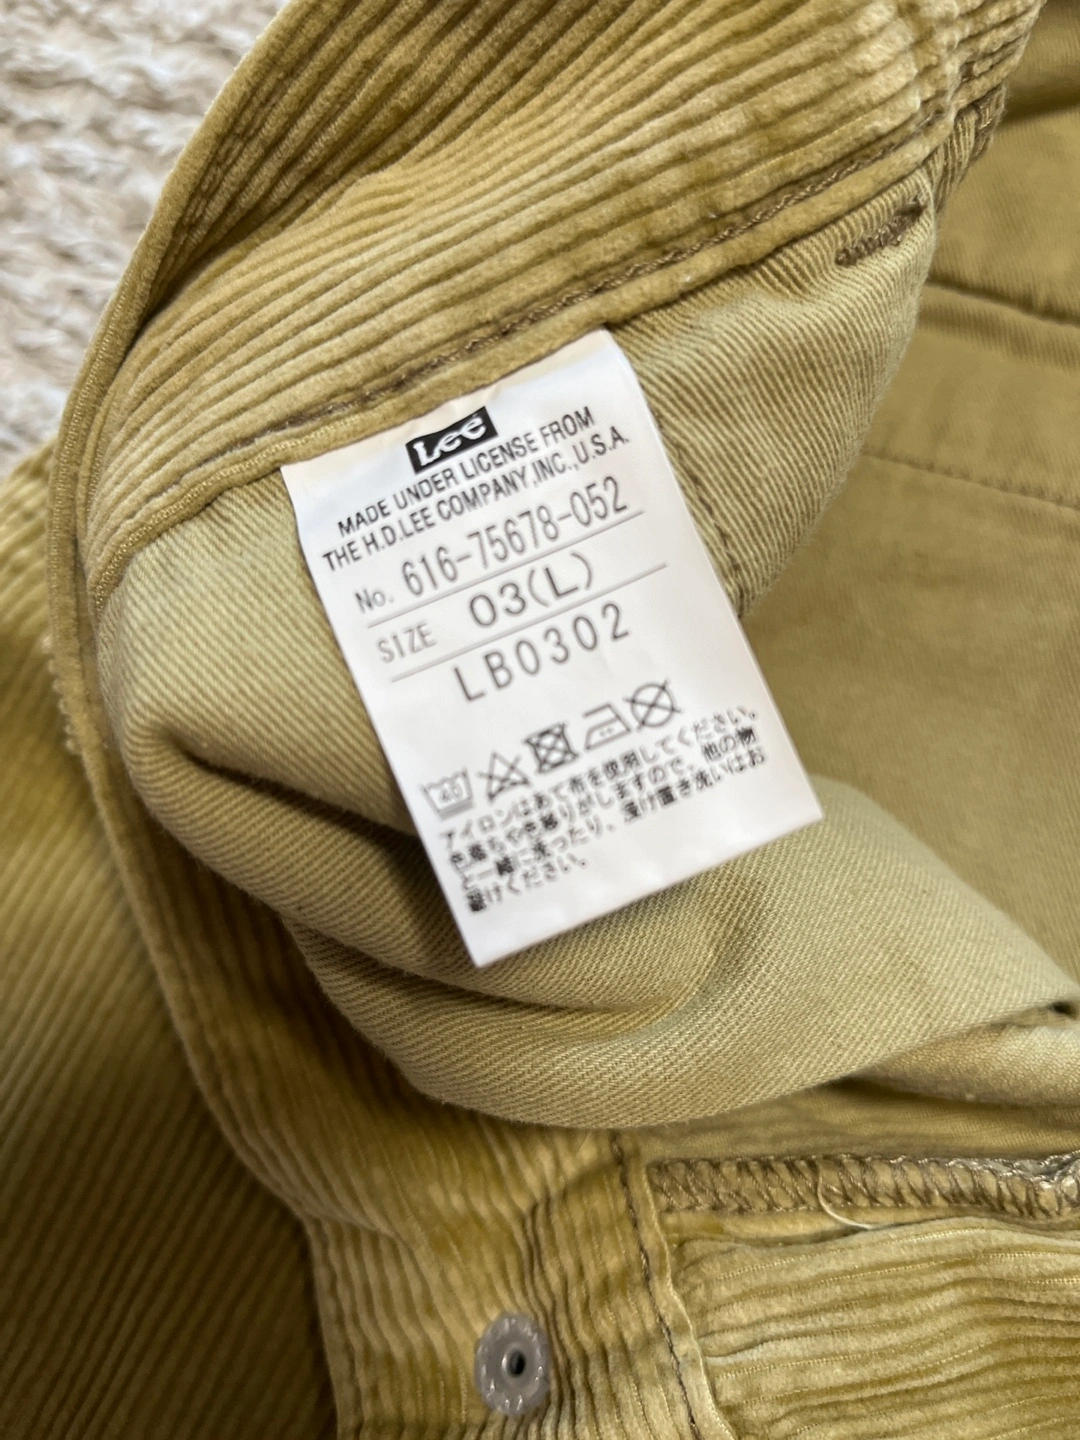 Lee
MADE UNDER LICENSE FROM
THE H.D.LEE COMPANY,INC.,U.S.A.
No. 616-75678-052
SIZE 03(L)
LB0302
40
アイロンはあて布を使用してください。
色落ちや色移りがしますので、他の物
と一緒に洗ったり、浸け置き洗いはお
避けください。